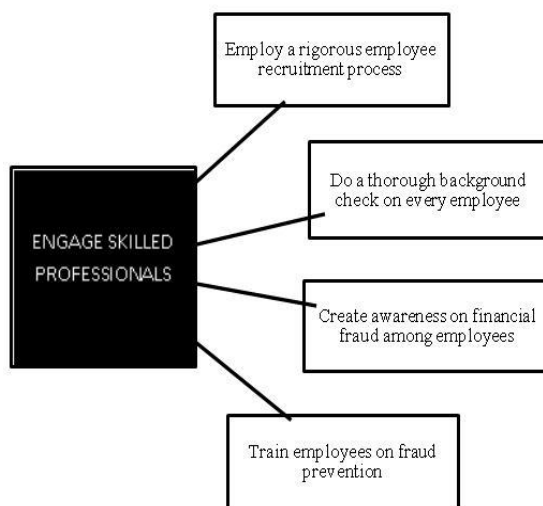 Employ a rigorous employee
recruitment process
Do a thorough background
check on every employee
ENGAGE SKILLED
PROFESSIONALS
Create awareness on financial
fraud among employees
Train employees on fraud
prevention